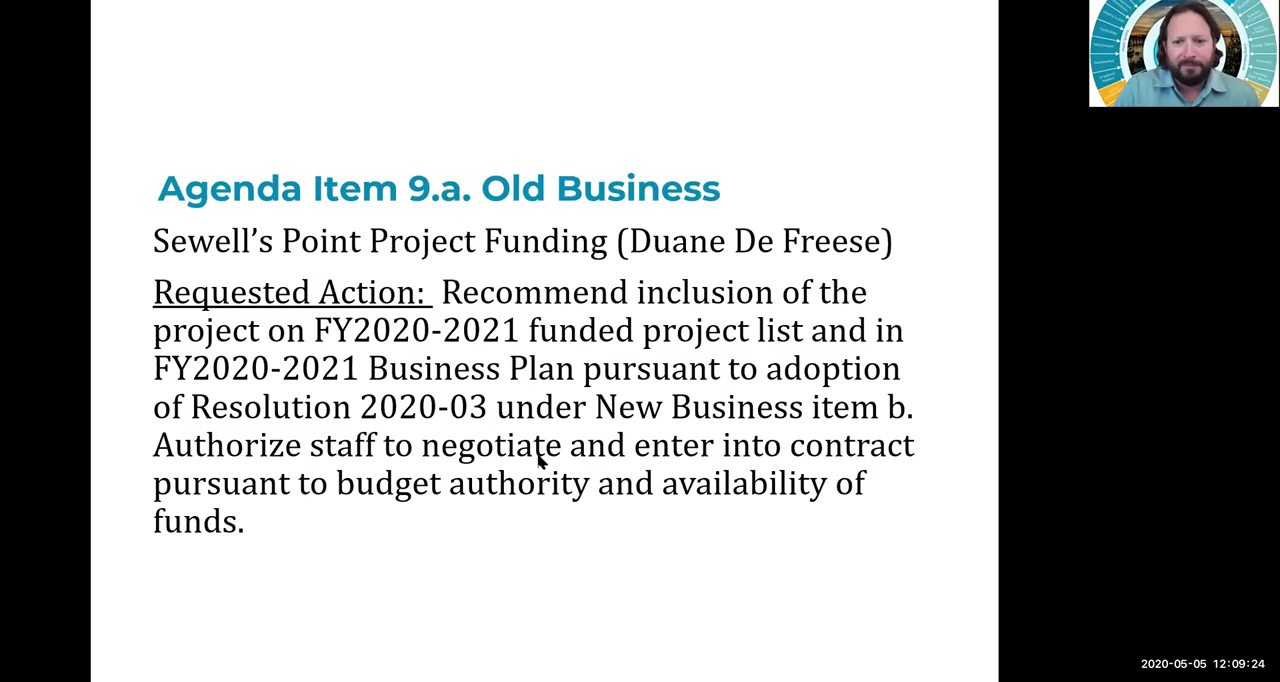 Agenda Item 9.a. Old Business
Sewell’s Point Project Funding (Duane De Freese)
Requested Action: Recommend inclusion of the
project on FY2020-2021 funded project list and in
FY2020-2021 Business Plan pursuant to adoption
of Resolution 2020-03 under New Business item b.
Authorize staff to negotiate and enter into contract
pursuant to budget authority and availability of
funds.
2020-05-05 12:09:24